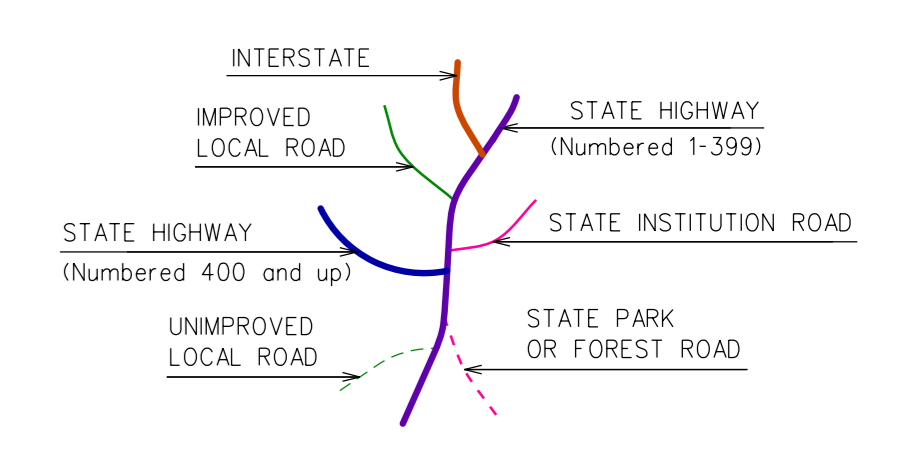 INTERSTATE
IMPROVED
LOCAL ROAD
STATE HIGHWAY
(Numbered 1-399)
STATE HIGHWAY
(Numbered 400 and up)
STATE INSTITUTION ROAD
UNIMPROVED
LOCAL ROAD
STATE PARK
OR FOREST ROAD